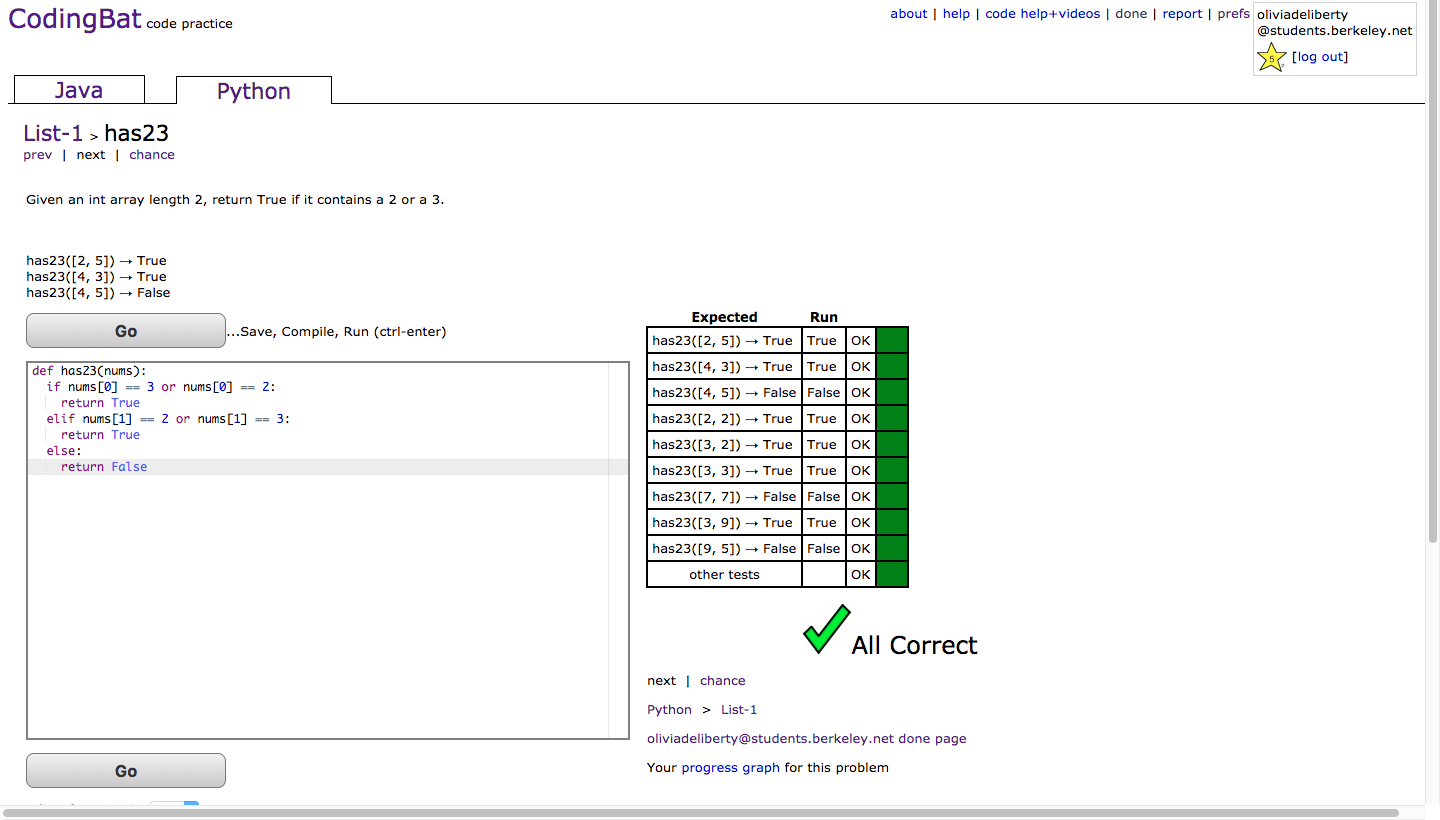 CodingBat code practice
about | help | code help+videos | done | report | prefs
oliviadeliberty
@students.berkeley.net
5 [log out]
Java
Python
List-1 > has23
prev | next | chance
Given an int array length 2, return True if it contains a 2 or a 3.
has23([2, 5]) → True
has23([4, 3]) → True
has23([4, 5]) → False
Go
...Save, Compile, Run (ctrl-enter)
def has23(nums):
  if nums[0] == 3 or nums[0] == 2:
    return True
  elif nums[1] == 2 or nums[1] == 3:
    return True
  else:
    return False
Go
Expected Run
has23([2, 5]) → True True OK
has23([4, 3]) → True True OK
has23([4, 5]) → False False OK
has23([2, 2]) → True True OK
has23([3, 2]) → True True OK
has23([3, 3]) → True True OK
has23([7, 7]) → False False OK
has23([3, 9]) → True True OK
has23([9, 5]) → False False OK
other tests OK
All Correct
next | chance
Python > List-1
oliviadeliberty@students.berkeley.net done page
Your progress graph for this problem